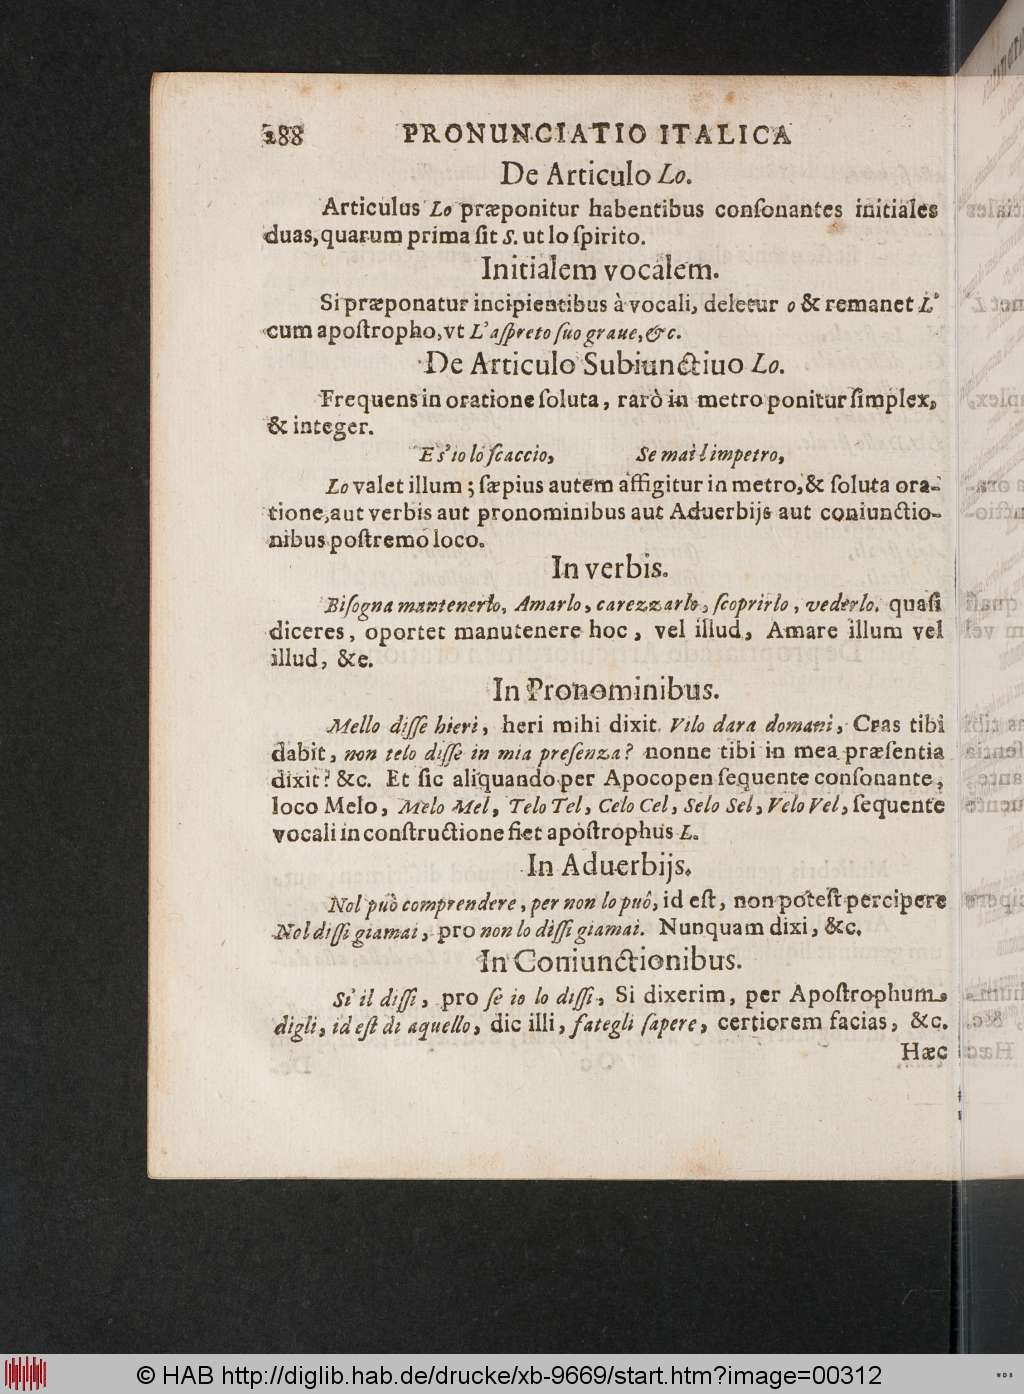 288 PRONUNCIATIO ITALICA
De Articulo Lo.
Articulus Lo præponitur habentibus conſonantes initiales
duas, quarum prima ſit S. ut lo ſpirito.
Initialem vocalem.
Si præponatur incipientibus à vocali, deletur o & remanet L'
cum apoſtropho, vt L'aſpreto ſuo graue, &c.
De Articulo Subiunctiuo Lo.
Frequens in oratione ſoluta, rarò in metro ponitur ſimplex,
& integer.
E s'io lo ſcaccio, Se mai l impetro,
Lo valet illum; ſæpius autem affigitur in metro, & ſoluta ora-
tione, aut verbis aut pronominibus aut Aduerbijs aut coniunctio-
nibus poſtremo loco.
In verbis.
Biſogna mantenerlo, Amarlo, carezzarlo, ſcoprirlo, vederlo. quaſi
diceres, oportet manutenere hoc, vel illud, Amare illum vel
illud, &c.
In Pronominibus.
Mello diſſe hieri, heri mihi dixit. Vilo dara domani, Cras tibi
dabit, non telo diſſe in mia preſenza? nonne tibi in mea præſentia
dixit? &c. Et ſic aliquando per Apocopen ſequente conſonante,
loco Melo, Melo Mel, Telo Tel, Celo Cel, Selo Sel, Velo Vel, ſequente
vocali in conſtructione fiet apoſtrophus L.
In Aduerbijs.
Nol può comprendere, per non lo può, id eſt, non poteſt percipere
Nol diſſi giamai, pro non lo diſſi giamai. Nunquam dixi, &c.
In Coniunctionibus.
S'i il diſſi, pro ſe io lo diſſi, Si dixerim, per Apoſtrophum.
digli, id eſt di aquello, dic illi, fategli ſapere, certiorem facias, &c.
Hæc
© HAB http://diglib.hab.de/drucke/xb-9669/start.htm?image=00312